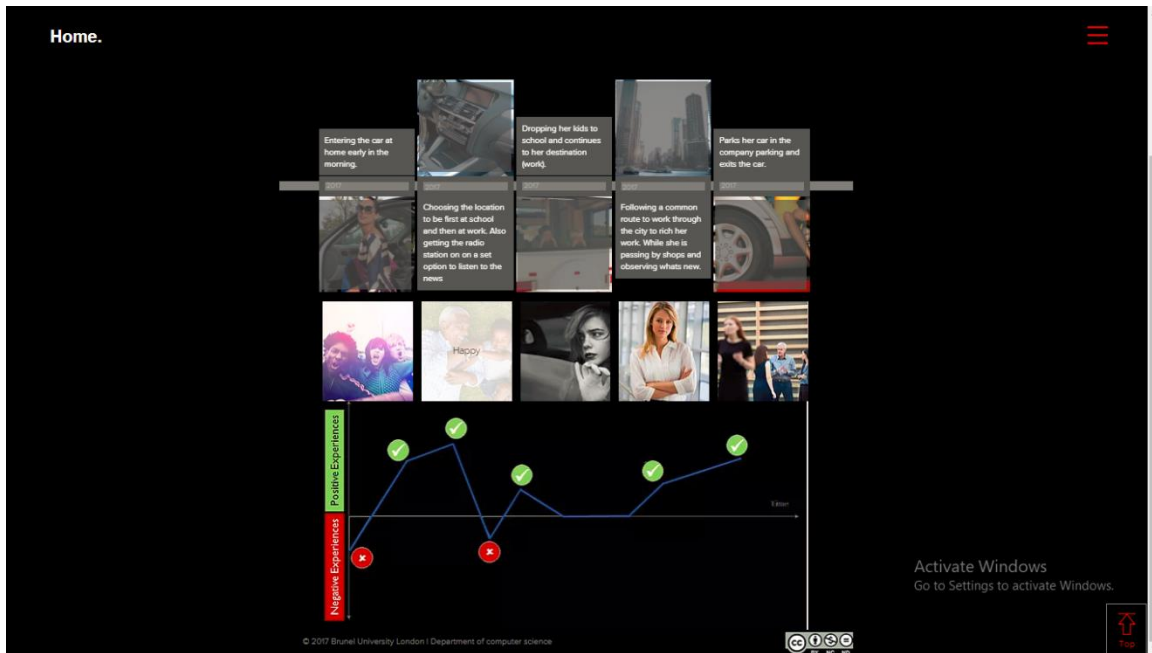 Home.
Entering the car at
home early in the
morning.
2017
2017
Choosing the location
to be first at school
and then at work. Also
getting the radio
station on on a set
option to listen to the
news
Dropping her kids to
school and continues
to her destination
(work).
2017
2017
Following a common
route to work through
the city to rich her
work. While she is
passing by shops and
observing whats new.
Parks her car in the
company parking and
exits the car.
2017
Happy
Positive Experiences
Negative Experiences
Time
Activate Windows
Go to Settings to activate Windows.
© 2017 Brunel University London | Department of computer science
cc
BY NC ND
Top